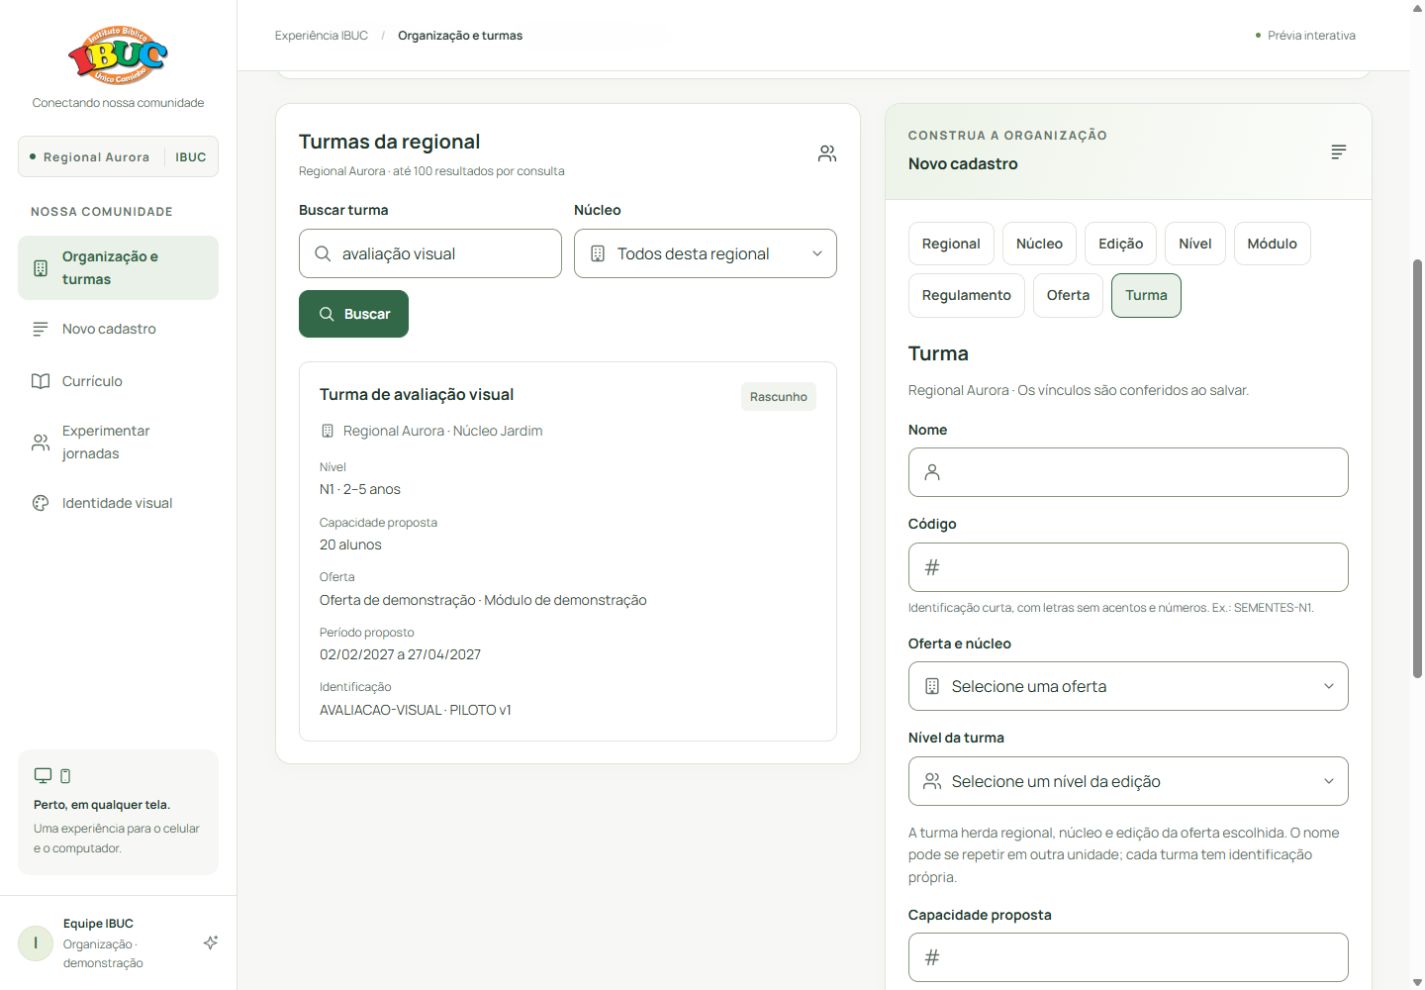 Instituto Bíblico
IBUC
Único Caminho
Conectando nossa comunidade
Regional Aurora
IBUC
NOSSA COMUNIDADE
Organização e
turmas
Novo cadastro
Currículo
Experimentar
jornadas
Identidade visual
Perto, em qualquer tela.
Uma experiência para o celular
e o computador.
I
Equipe IBUC
Organização ·
demonstração
Experiência IBUC / Organização e turmas
Prévia interativa
Turmas da regional
Regional Aurora · até 100 resultados por consulta
Buscar turma
avaliação visual
Núcleo
Todos desta regional
Buscar
Turma de avaliação visual
Rascunho
Regional Aurora · Núcleo Jardim
Nível
N1 · 2–5 anos
Capacidade proposta
20 alunos
Oferta
Oferta de demonstração · Módulo de demonstração
Período proposto
02/02/2027 a 27/04/2027
Identificação
AVALIACAO-VISUAL · PILOTO v1
CONSTRUA A ORGANIZAÇÃO
Novo cadastro
Regional
Núcleo
Edição
Nível
Módulo
Regulamento
Oferta
Turma
Turma
Regional Aurora · Os vínculos são conferidos ao salvar.
Nome
Código
#
Identificação curta, com letras sem acentos e números. Ex.: SEMENTES-N1.
Oferta e núcleo
Selecione uma oferta
Nível da turma
Selecione um nível da edição
A turma herda regional, núcleo e edição da oferta escolhida. O nome
pode se repetir em outra unidade; cada turma tem identificação
própria.
Capacidade proposta
#